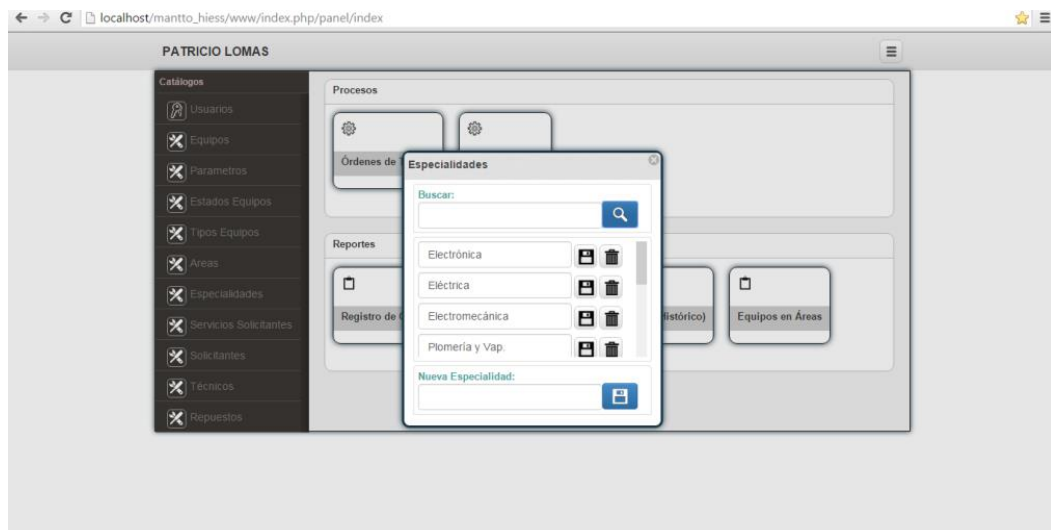 localhost/mantto_hiess/www/index.php/panel/index
PATRICIO LOMAS
Catálogos
Usuarios
Equipos
Parametros
Estados Equipos
Tipos Equipos
Areas
Especialidades
Servicios Solicitantes
Solicitantes
Técnicos
Repuestos
Procesos
Órdenes de
Especialidades
Buscar:
Electrónica
Eléctrica
Electromecánica
Plomería y Vap.
Nueva Especialidad:
Reportes
Registro de
Histórico)
Equipos en Áreas